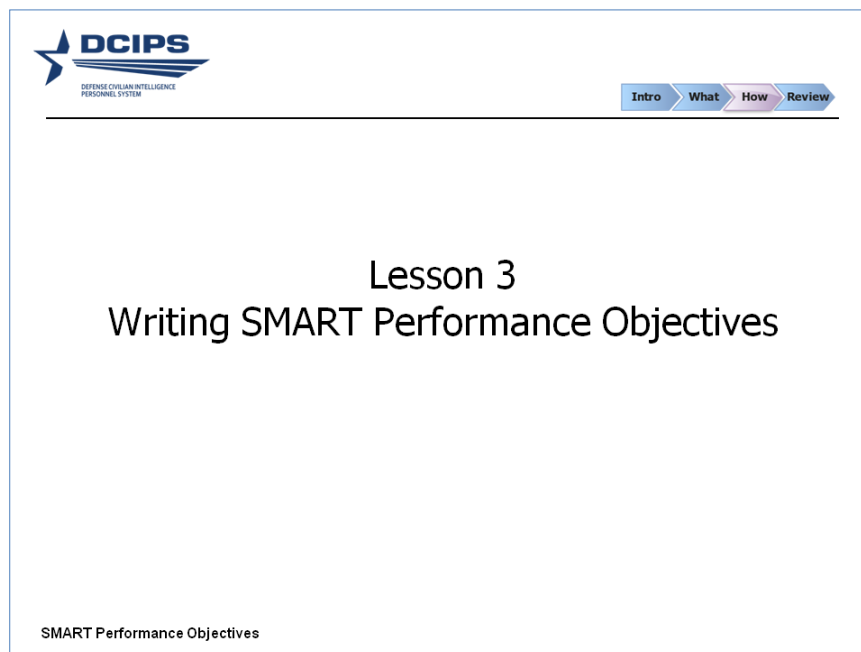 DCIPS
DEFENSE CIVILIAN INTELLIGENCE
PERSONNEL SYSTEM
Intro What How Review
Lesson 3
Writing SMART Performance Objectives
SMART Performance Objectives